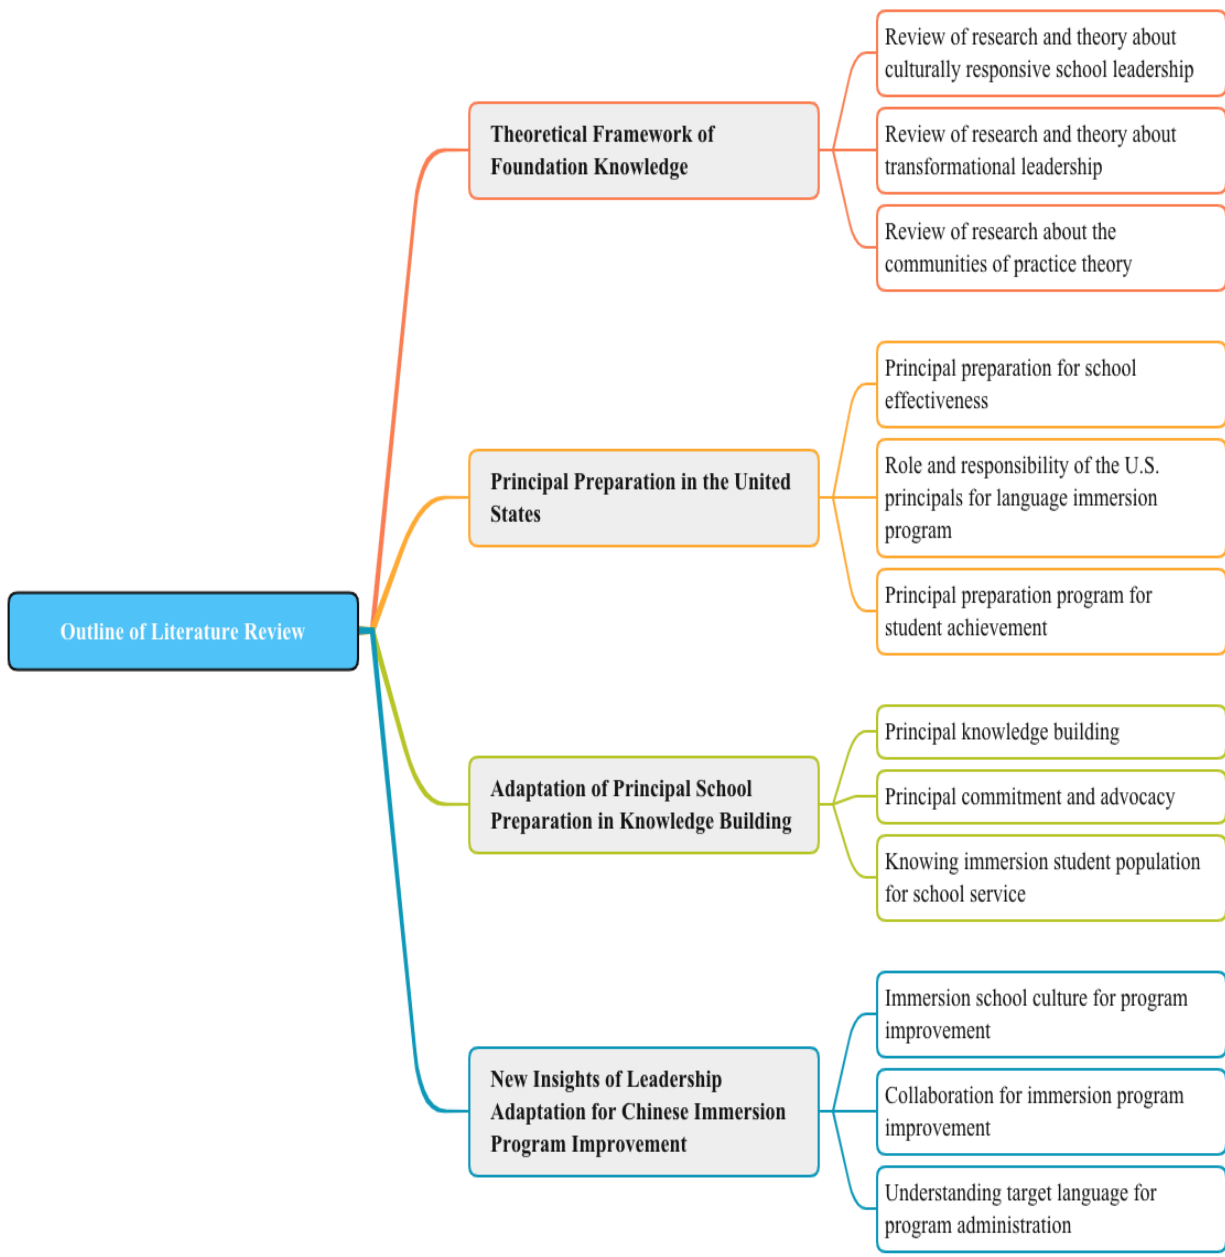 Outline of Literature Review
Theoretical Framework of
Foundation Knowledge
Review of research and theory about
culturally responsive school leadership
Review of research and theory about
transformational leadership
Review of research about the
communities of practice theory
Principal Preparation in the United
States
Principal preparation for school
effectiveness
Role and responsibility of the U.S.
principals for language immersion
program
Principal preparation program for
student achievement
Adaptation of Principal School
Preparation in Knowledge Building
Principal knowledge building
Principal commitment and advocacy
Knowing immersion student population
for school service
New Insights of Leadership
Adaptation for Chinese Immersion
Program Improvement
Immersion school culture for program
improvement
Collaboration for immersion program
improvement
Understanding target language for
program administration